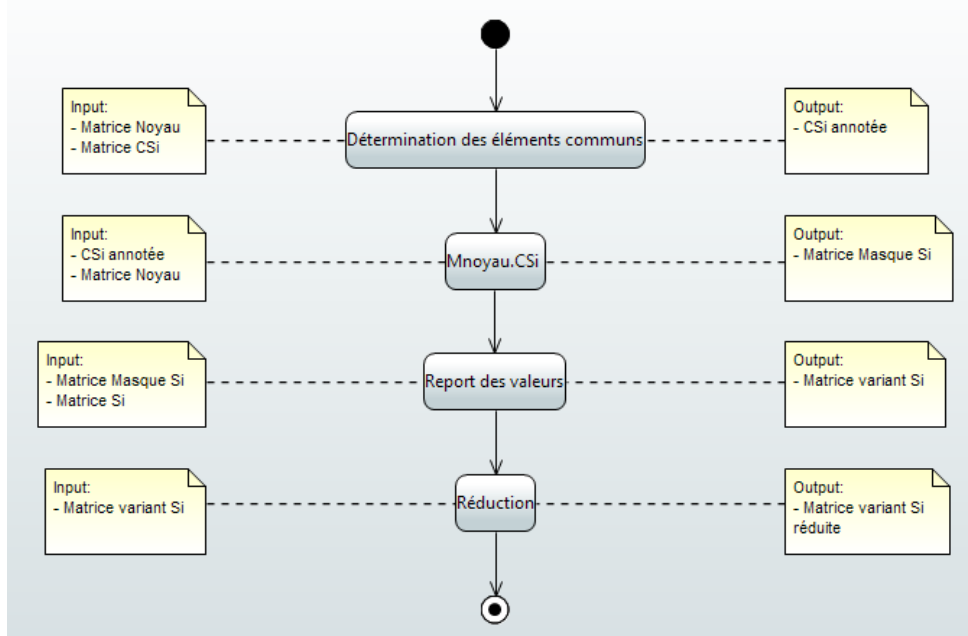 Input:
- Matrice Noyau
- Matrice CSi
Détermination des éléments communs
Output:
- CSi annotée
Input:
- CSi annotée
- Matrice Noyau
Mnoyau.CSi
Output:
- Matrice Masque Si
Input:
- Matrice Masque Si
- Matrice Si
Report des valeurs
Output:
- Matrice variant Si
Input:
- Matrice variant Si
Réduction
Output:
- Matrice variant Si
réduite